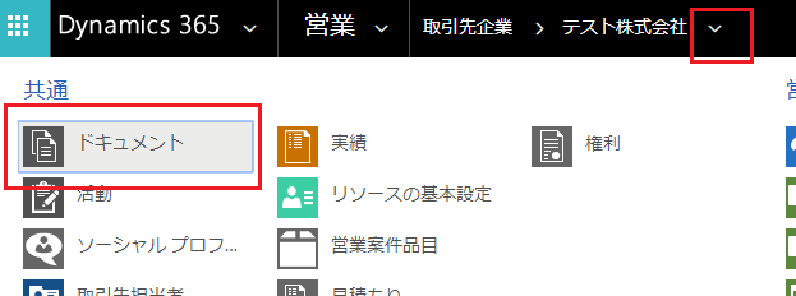 Dynamics 365 営業 取引先企業 > テスト株式会社
共通
ドキュメント 実績 権利
活動 リソースの基本設定
ソーシャル プロフ... 営業案件品目
取引先担当者 見積もり